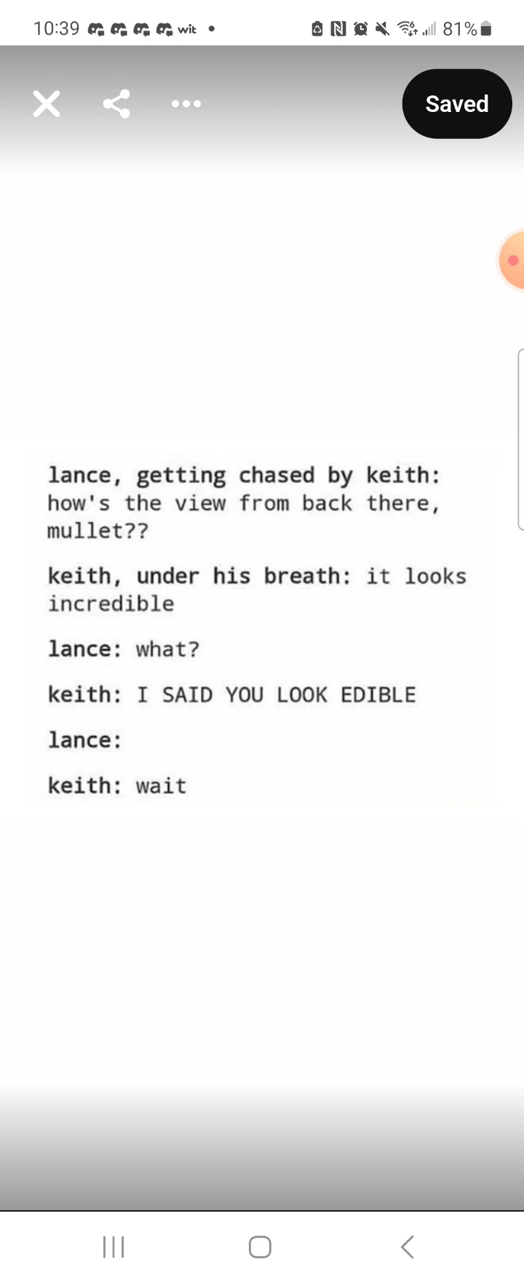 10:39 wit • 81%
Saved
lance, getting chased by keith:
how's the view from back there,
mullet??
keith, under his breath: it looks
incredible
lance: what?
keith: I SAID YOU LOOK EDIBLE
lance:
keith: wait